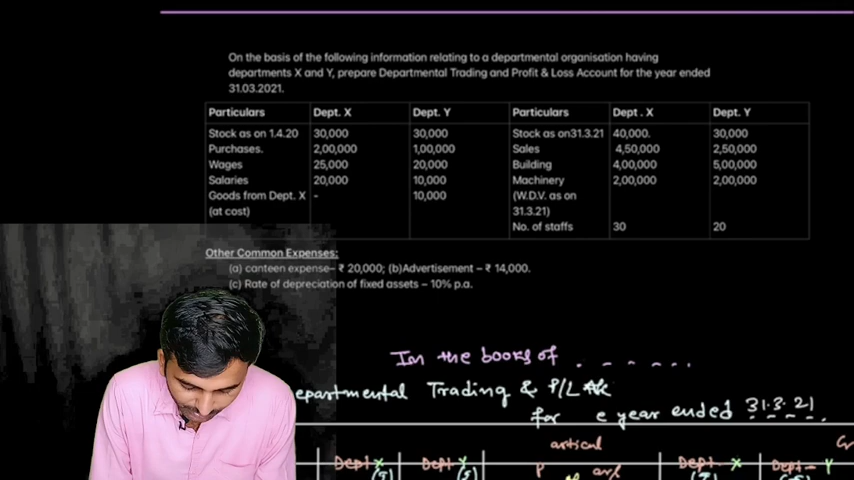 On the basis of the following information relating to a departmental organisation having
departments X and Y, prepare Departmental Trading and Profit & Loss Account for the year ended
31.03.2021.
Particulars Dept. X Dept. Y Particulars Dept . X Dept. Y
Stock as on 1.4.20 30,000 30,000 Stock as on31.3.21 40,000. 30,000
Purchases. 2,00,000 1,00,000 Sales 4,50,000 2,50,000
Wages 25,000 20,000 Building 4,00,000 5,00,000
Salaries 20,000 10,000 Machinery 2,00,000 2,00,000
Goods from Dept. X - 10,000 (W.D.V. as on
(at cost) 31.3.21)
No. of staffs 30 20
Other Common Expenses:
(a) canteen expense– ₹ 20,000; (b)Advertisement – ₹ 14,000.
(c) Rate of depreciation of fixed assets – 10% p.a.
In the books of . - - - - .
epartmental Trading & P/L A/c
for e year ended 31.3.21
artical
Dept X Dept Y Dept. X Dept- Y